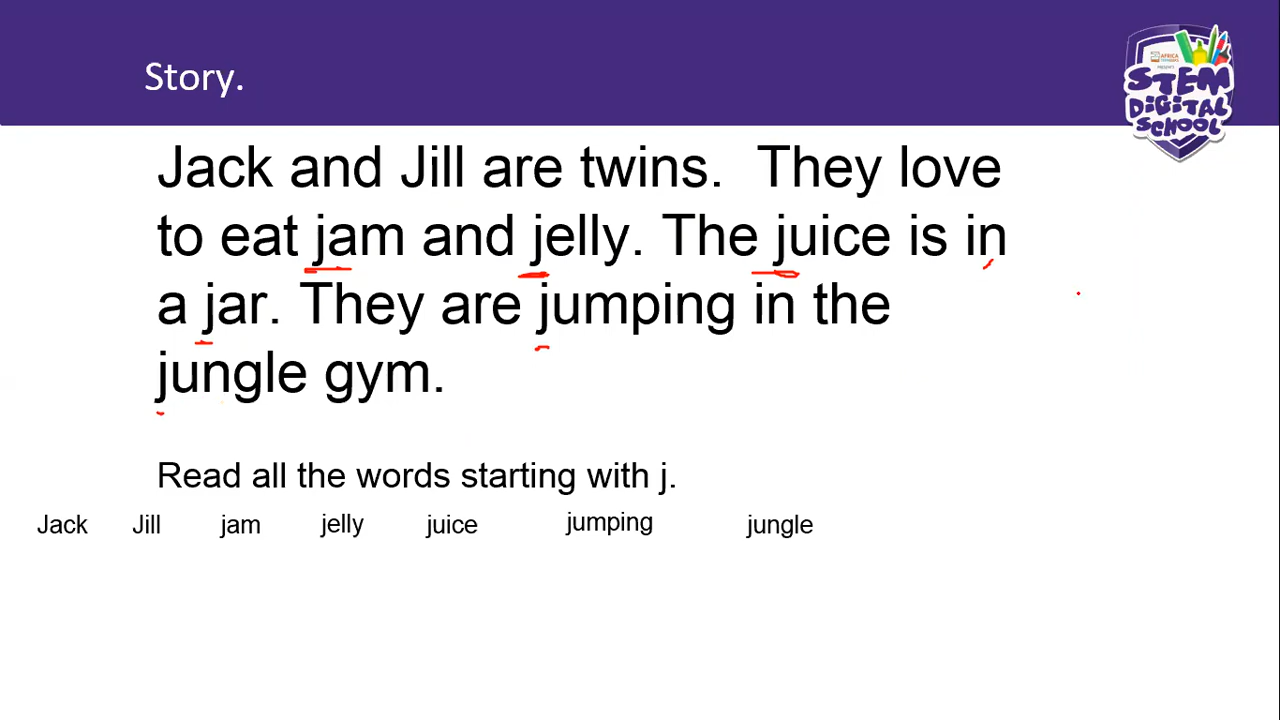 Story.
AFRICA
PRESENTS
STEM
DIGITAL
SCHOOL
Jack and Jill are twins.  They love
to eat jam and jelly. The juice is in
a jar. They are jumping in the
jungle gym.
Read all the words starting with j.
Jack Jill jam jelly juice jumping jungle